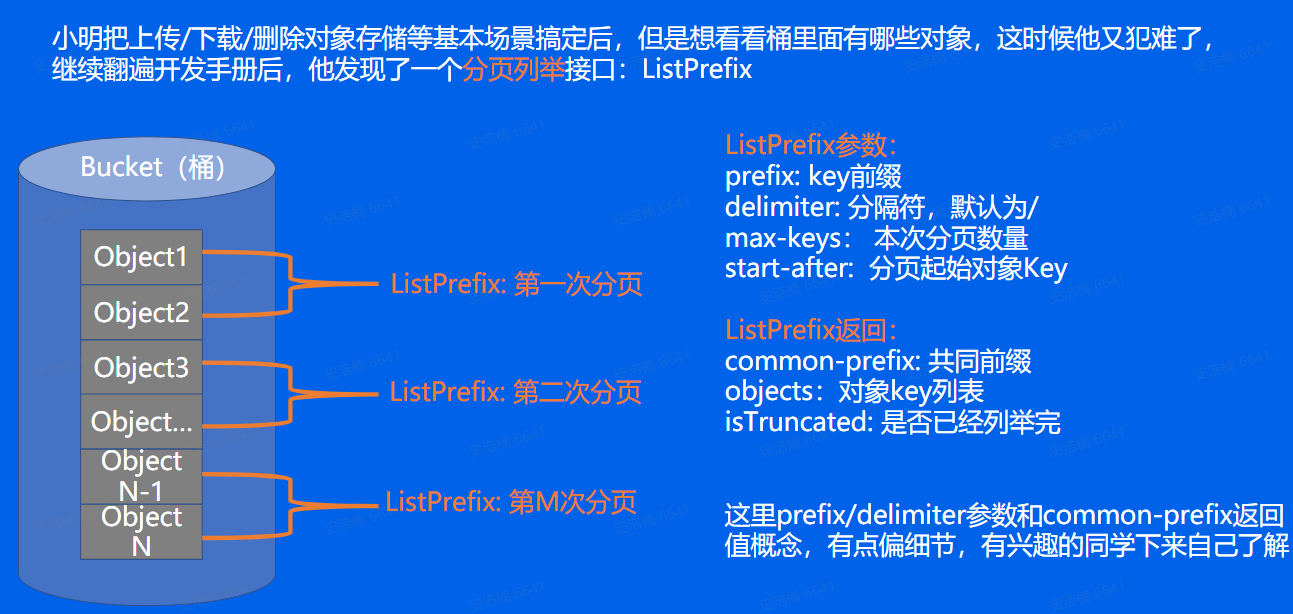 小明把上传/下载/删除对象存储等基本场景搞定后，但是想看看桶里面有哪些对象，这时候他又犯难了，
继续翻遍开发手册后，他发现了一个分页列举接口：ListPrefix
Bucket（桶）
Object1
Object2
Object3
Object...
Object
N-1
Object
N
ListPrefix: 第一次分页
ListPrefix: 第二次分页
ListPrefix: 第M次分页
ListPrefix参数：
prefix: key前缀
delimiter: 分隔符，默认为/
max-keys： 本次分页数量
start-after: 分页起始对象Key
ListPrefix返回：
common-prefix: 共同前缀
objects：对象key列表
isTruncated: 是否已经列举完
这里prefix/delimiter参数和common-prefix返回
值概念，有点偏细节，有兴趣的同学下来自己了解